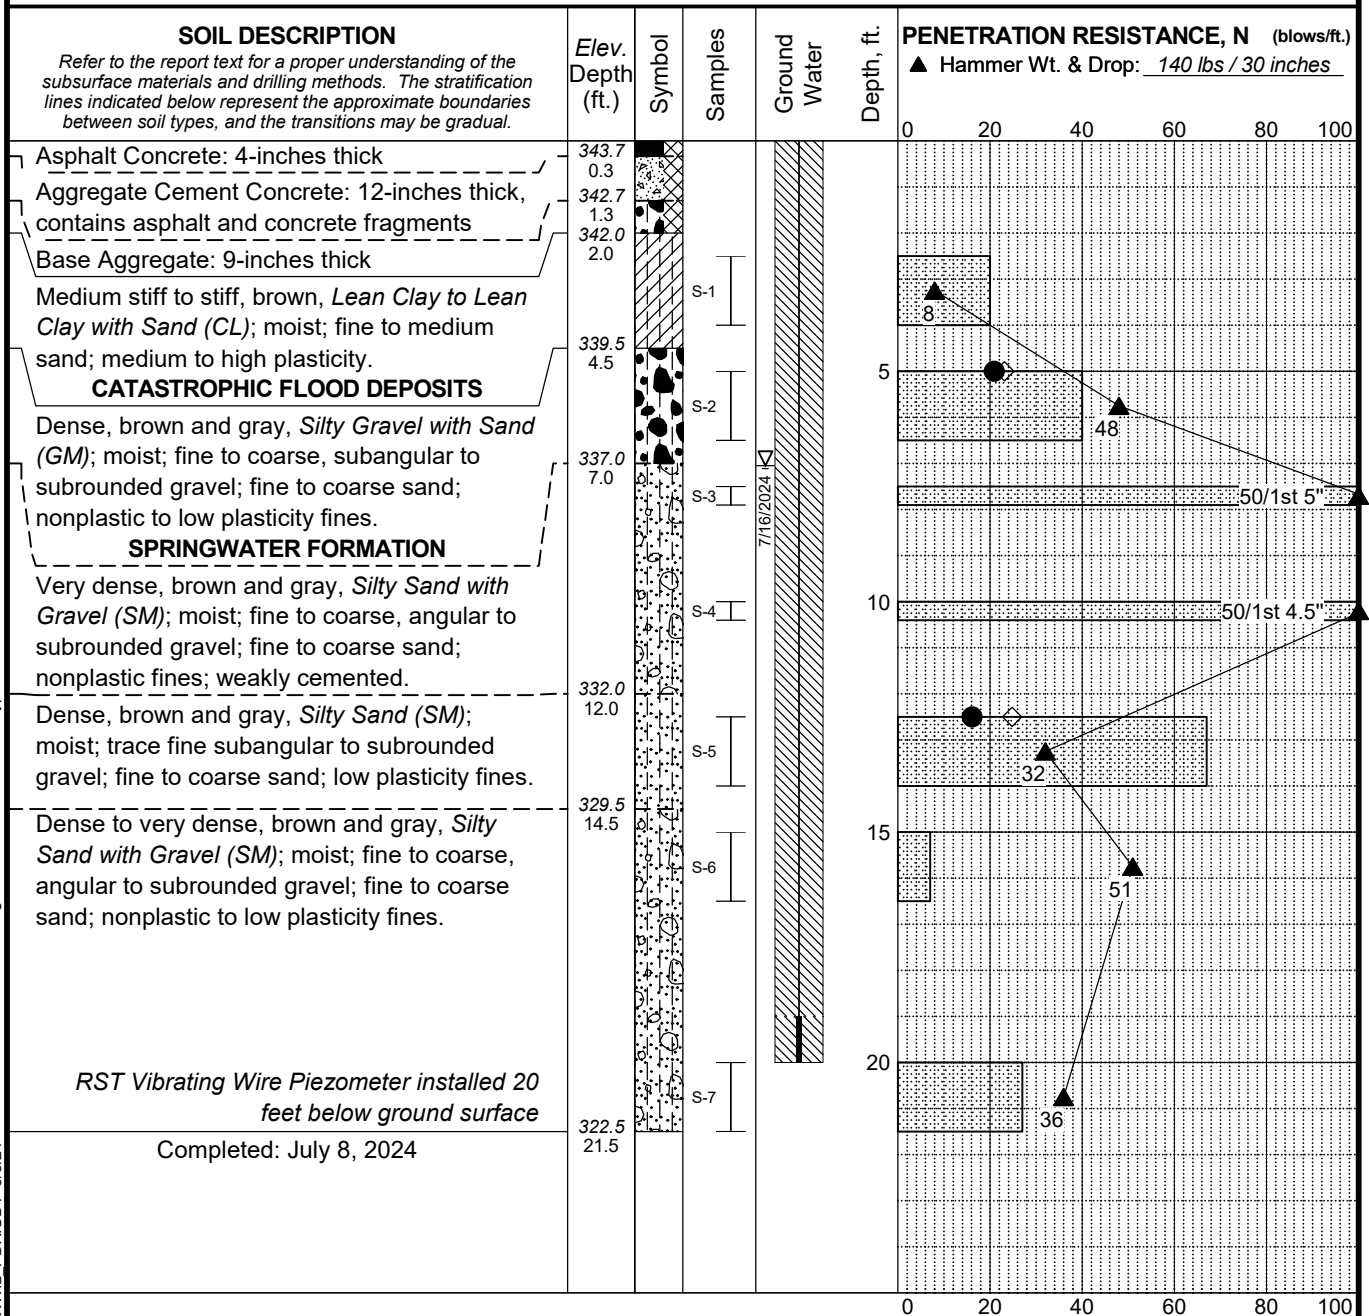 SOIL DESCRIPTION
Refer to the report text for a proper understanding of the
subsurface materials and drilling methods. The stratification
lines indicated below represent the approximate boundaries
between soil types, and the transitions may be gradual.
Elev.
Depth
(ft.)
Symbol
Samples
Ground
Water
Depth, ft.
PENETRATION RESISTANCE, N (blows/ft.)
▲ Hammer Wt. & Drop: 140 lbs / 30 inches
0 20 40 60 80 100
Asphalt Concrete: 4-inches thick
Aggregate Cement Concrete: 12-inches thick,
contains asphalt and concrete fragments
Base Aggregate: 9-inches thick
Medium stiff to stiff, brown, Lean Clay to Lean
Clay with Sand (CL); moist; fine to medium
sand; medium to high plasticity.
CATASTROPHIC FLOOD DEPOSITS
Dense, brown and gray, Silty Gravel with Sand
(GM); moist; fine to coarse, subangular to
subrounded gravel; fine to coarse sand;
nonplastic to low plasticity fines.
SPRINGWATER FORMATION
Very dense, brown and gray, Silty Sand with
Gravel (SM); moist; fine to coarse, angular to
subrounded gravel; fine to coarse sand;
nonplastic fines; weakly cemented.
Dense, brown and gray, Silty Sand (SM);
moist; trace fine subangular to subrounded
gravel; fine to coarse sand; low plasticity fines.
Dense to very dense, brown and gray, Silty
Sand with Gravel (SM); moist; fine to coarse,
angular to subrounded gravel; fine to coarse
sand; nonplastic to low plasticity fines.
RST Vibrating Wire Piezometer installed 20
feet below ground surface
Completed: July 8, 2024
343.7
0.3
342.7
1.3
342.0
2.0
339.5
4.5
337.0
7.0
332.0
12.0
329.5
14.5
322.5
21.5
S-1
S-2
S-3
S-4
S-5
S-6
S-7
7/16/2024
5
10
15
20
8
48
50/1st 5"
50/1st 4.5"
32
51
36
0 20 40 60 80 100